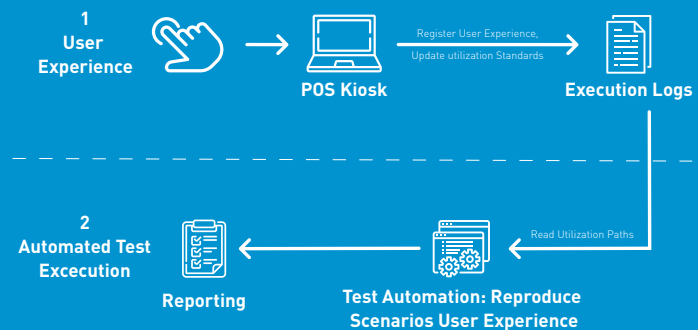 1
User
Experience
POS Kiosk
Register User Experience,
Update utilization Standards
Execution Logs
2
Automated Test
Excecution
Reporting
Test Automation: Reproduce
Scenarios User Experience
Read Utilization Paths